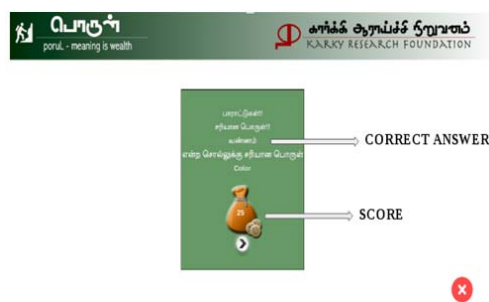 பொருள்
poruL - meaning is wealth
கார்க்கி ஆராய்ச்சி நிறுவனம்
KARKY RESEARCH FOUNDATION
பாராட்டுகள்!!
சரியான பொருள்!!
வண்ணம்
என்ற சொல்லுக்கு சரியான பொருள்
Color
25
CORRECT ANSWER
SCORE